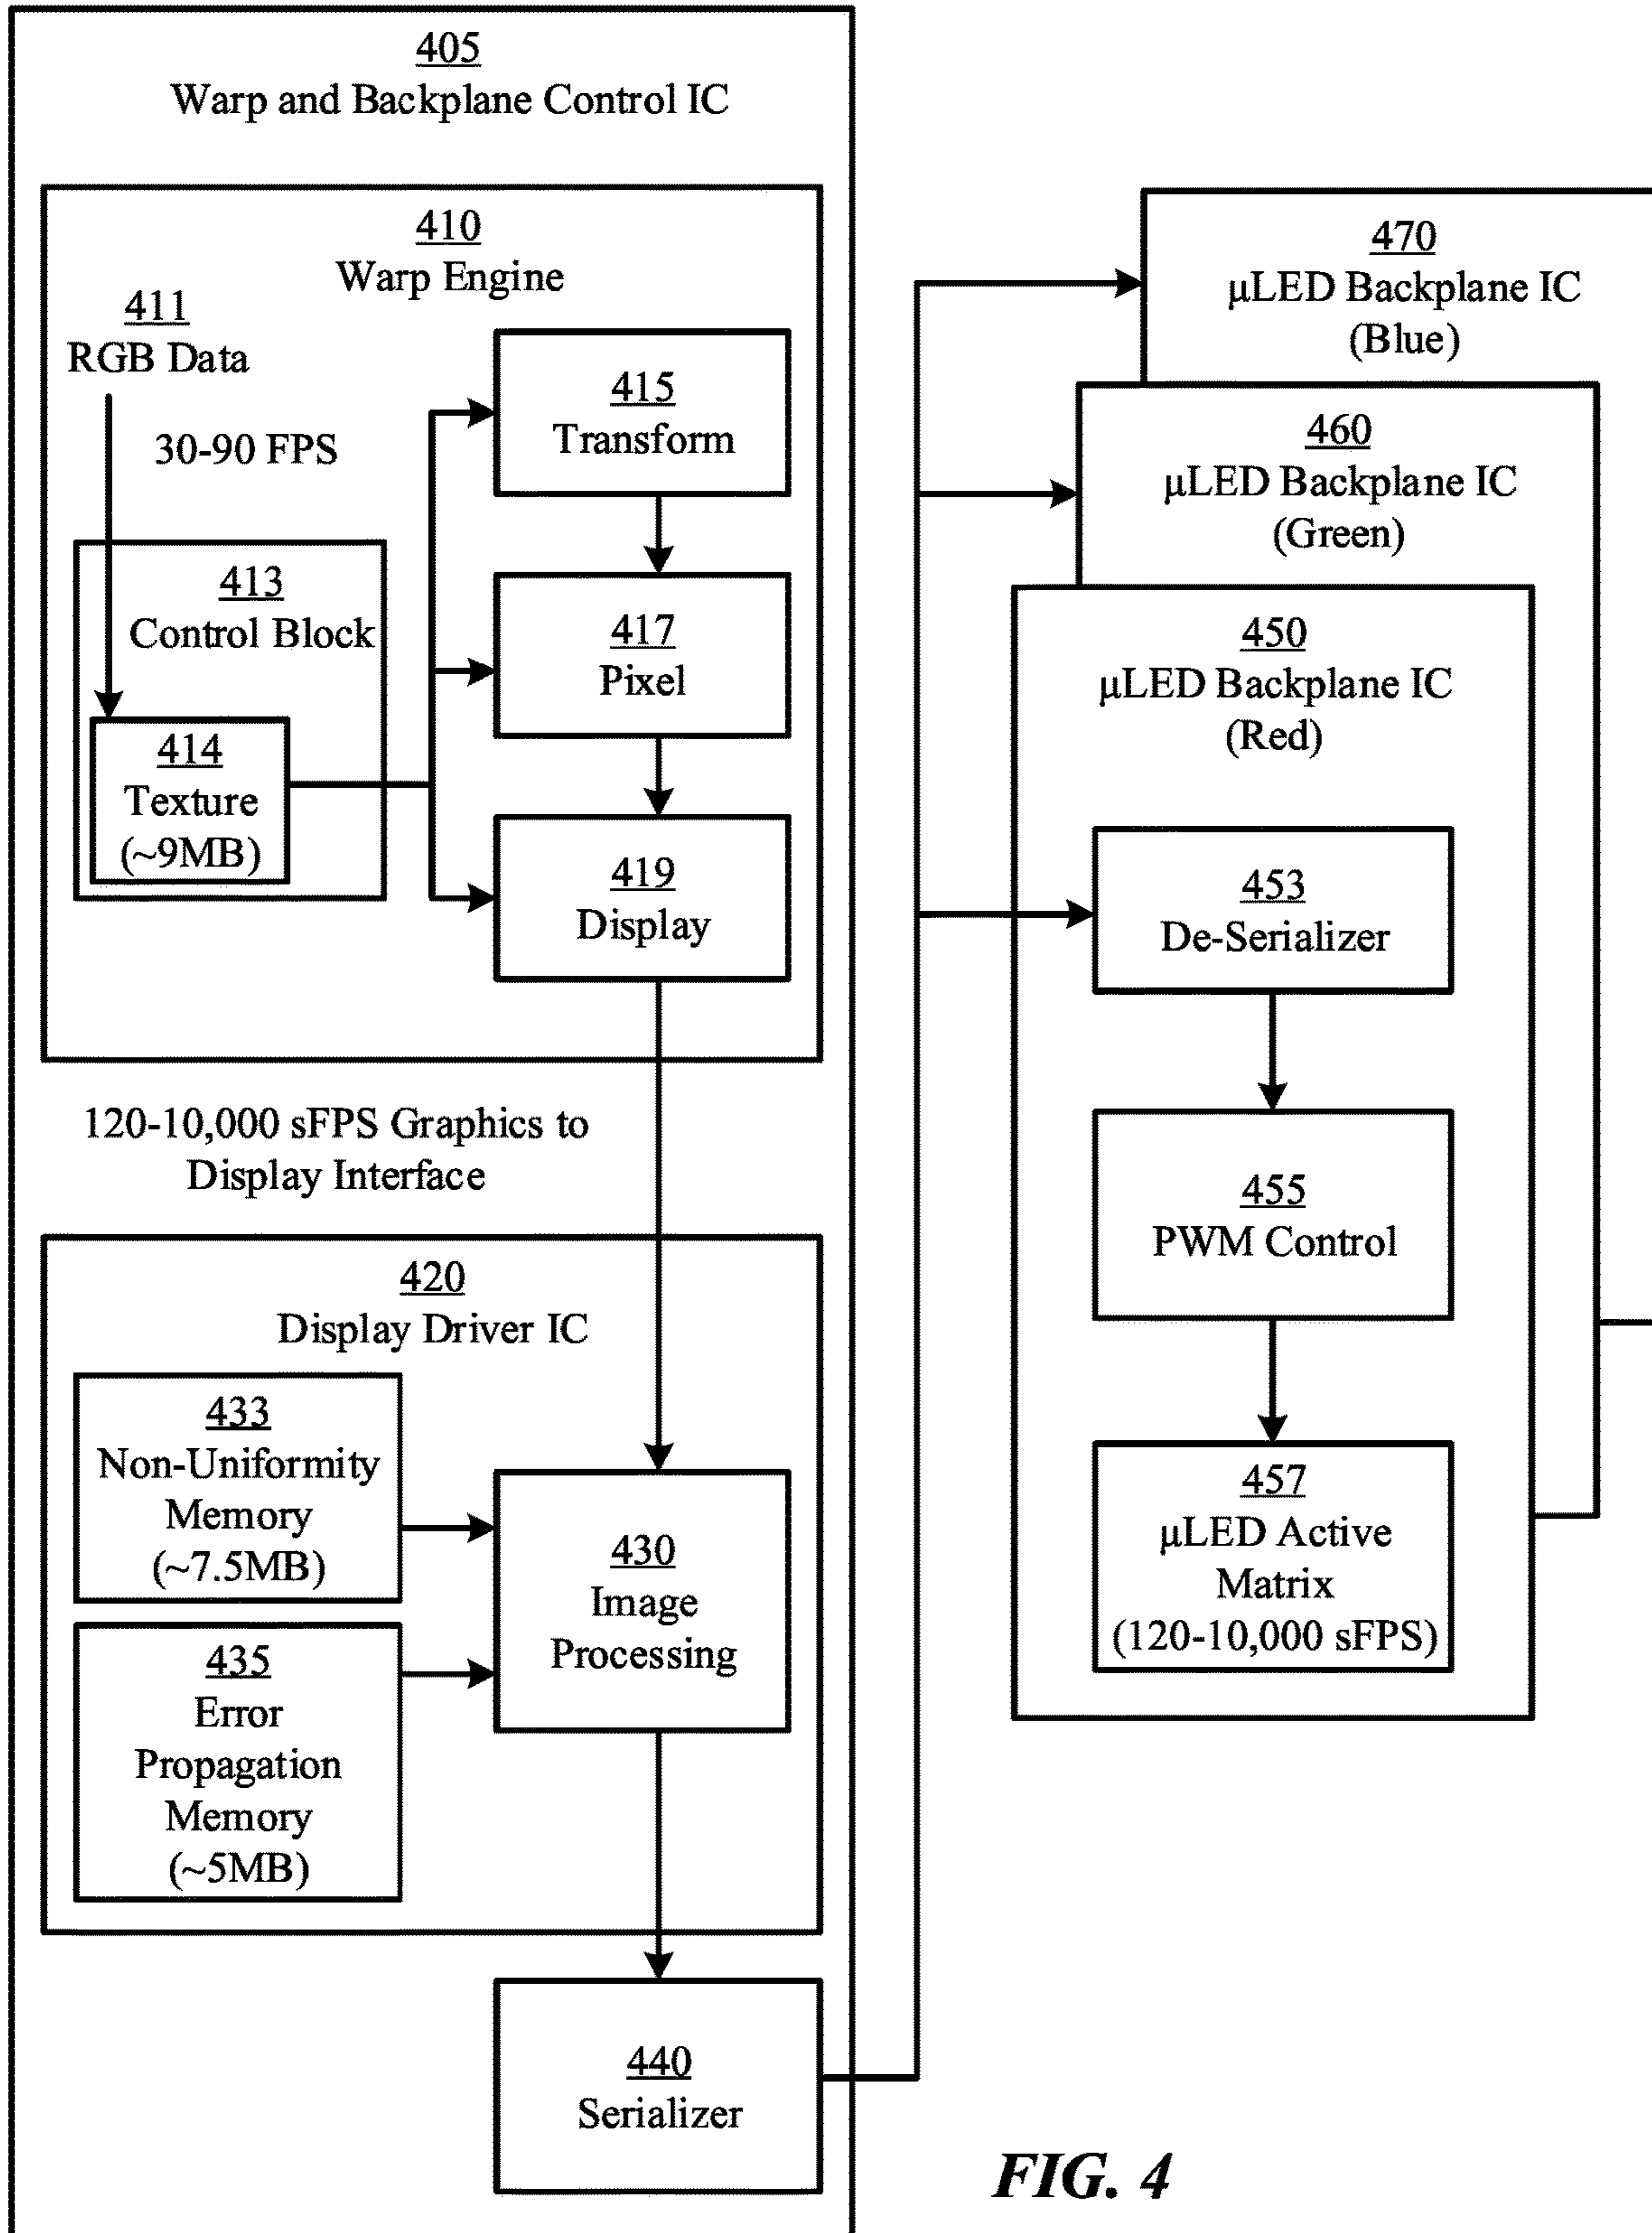 405
Warp and Backplane Control IC
410
Warp Engine
411
RGB Data
30-90 FPS
413
Control Block
414
Texture
(~9MB)
415
Transform
417
Pixel
419
Display
120-10,000 sFPS Graphics to
Display Interface
420
Display Driver IC
433
Non-Uniformity
Memory
(~7.5MB)
435
Error
Propagation
Memory
(~5MB)
430
Image
Processing
440
Serializer
470
µLED Backplane IC
(Blue)
460
µLED Backplane IC
(Green)
450
µLED Backplane IC
(Red)
453
De-Serializer
455
PWM Control
457
µLED Active
Matrix
(120-10,000 sFPS)
FIG. 4